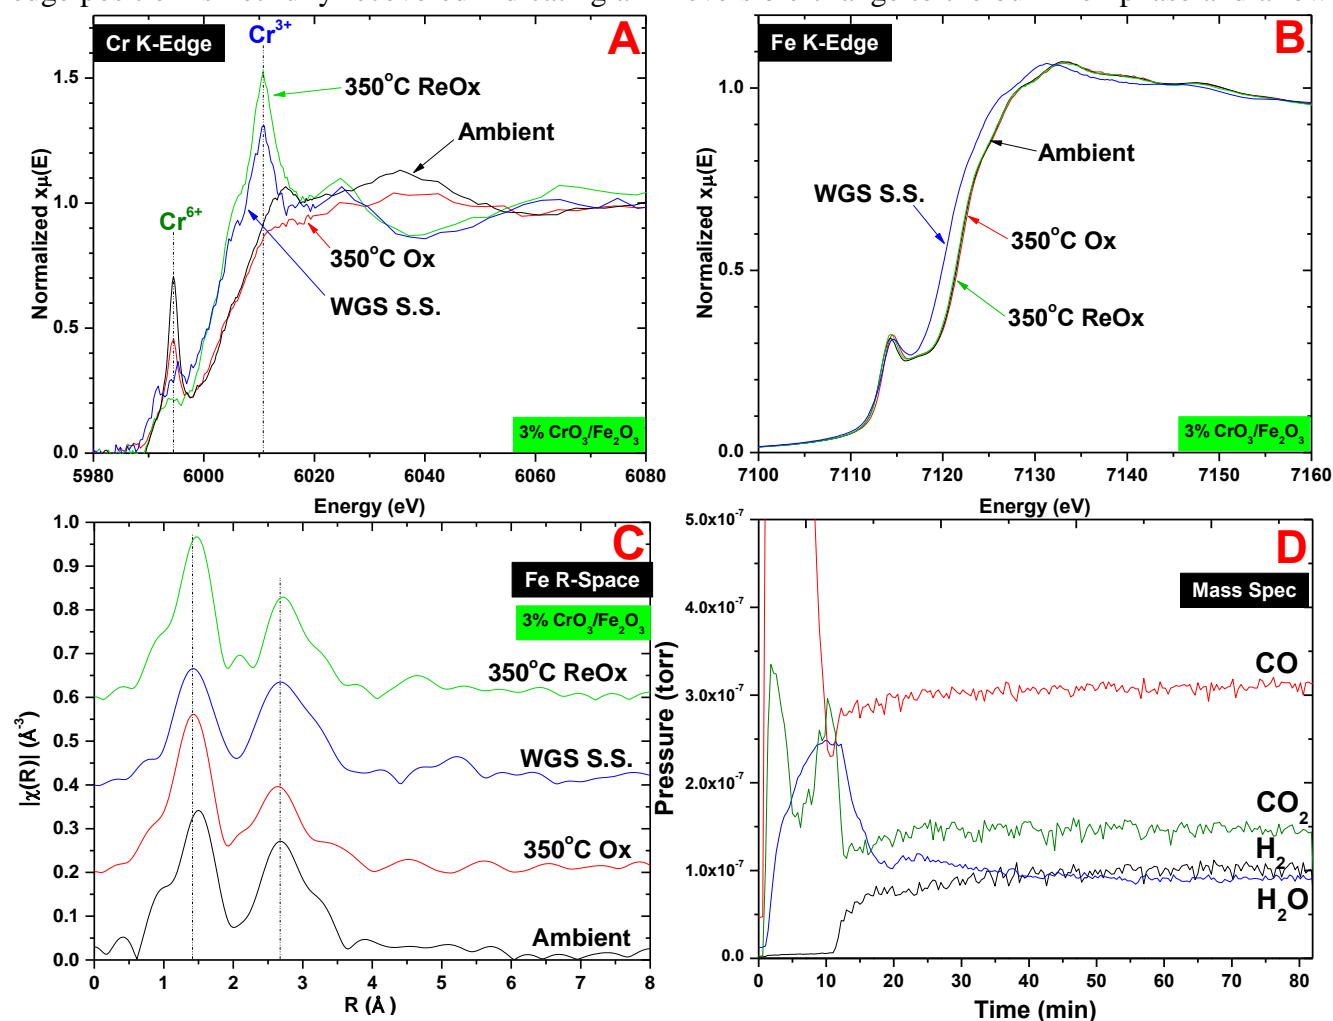 Cr K-Edge
Cr3+
A
350°C ReOx
Ambient
Cr6+
350°C Ox
WGS S.S.
3% CrO3/Fe2O3
Normalized xμ(E)
0.0
0.5
1.0
1.5
5980
6000
6020
6040
6060
6080
Energy (eV)
Fe K-Edge
B
Ambient
WGS S.S.
350°C Ox
350°C ReOx
3% CrO3/Fe2O3
Normalized xμ(E)
0.0
0.5
1.0
7100
7110
7120
7130
7140
7150
7160
Energy (eV)
C
Fe R-Space
3% CrO3/Fe2O3
350°C ReOx
WGS S.S.
350°C Ox
Ambient
|χ(R)| (Å-3)
1.0
0.9
0.8
0.7
0.6
0.5
0.4
0.3
0.2
0.1
0.0
0
1
2
3
4
5
6
7
8
R (Å)
D
Mass Spec
CO
CO2
H2
H2O
Pressure (torr)
5.0x10-7
4.0x10-7
3.0x10-7
2.0x10-7
1.0x10-7
0.0
0
10
20
30
40
50
60
70
80
Time (min)